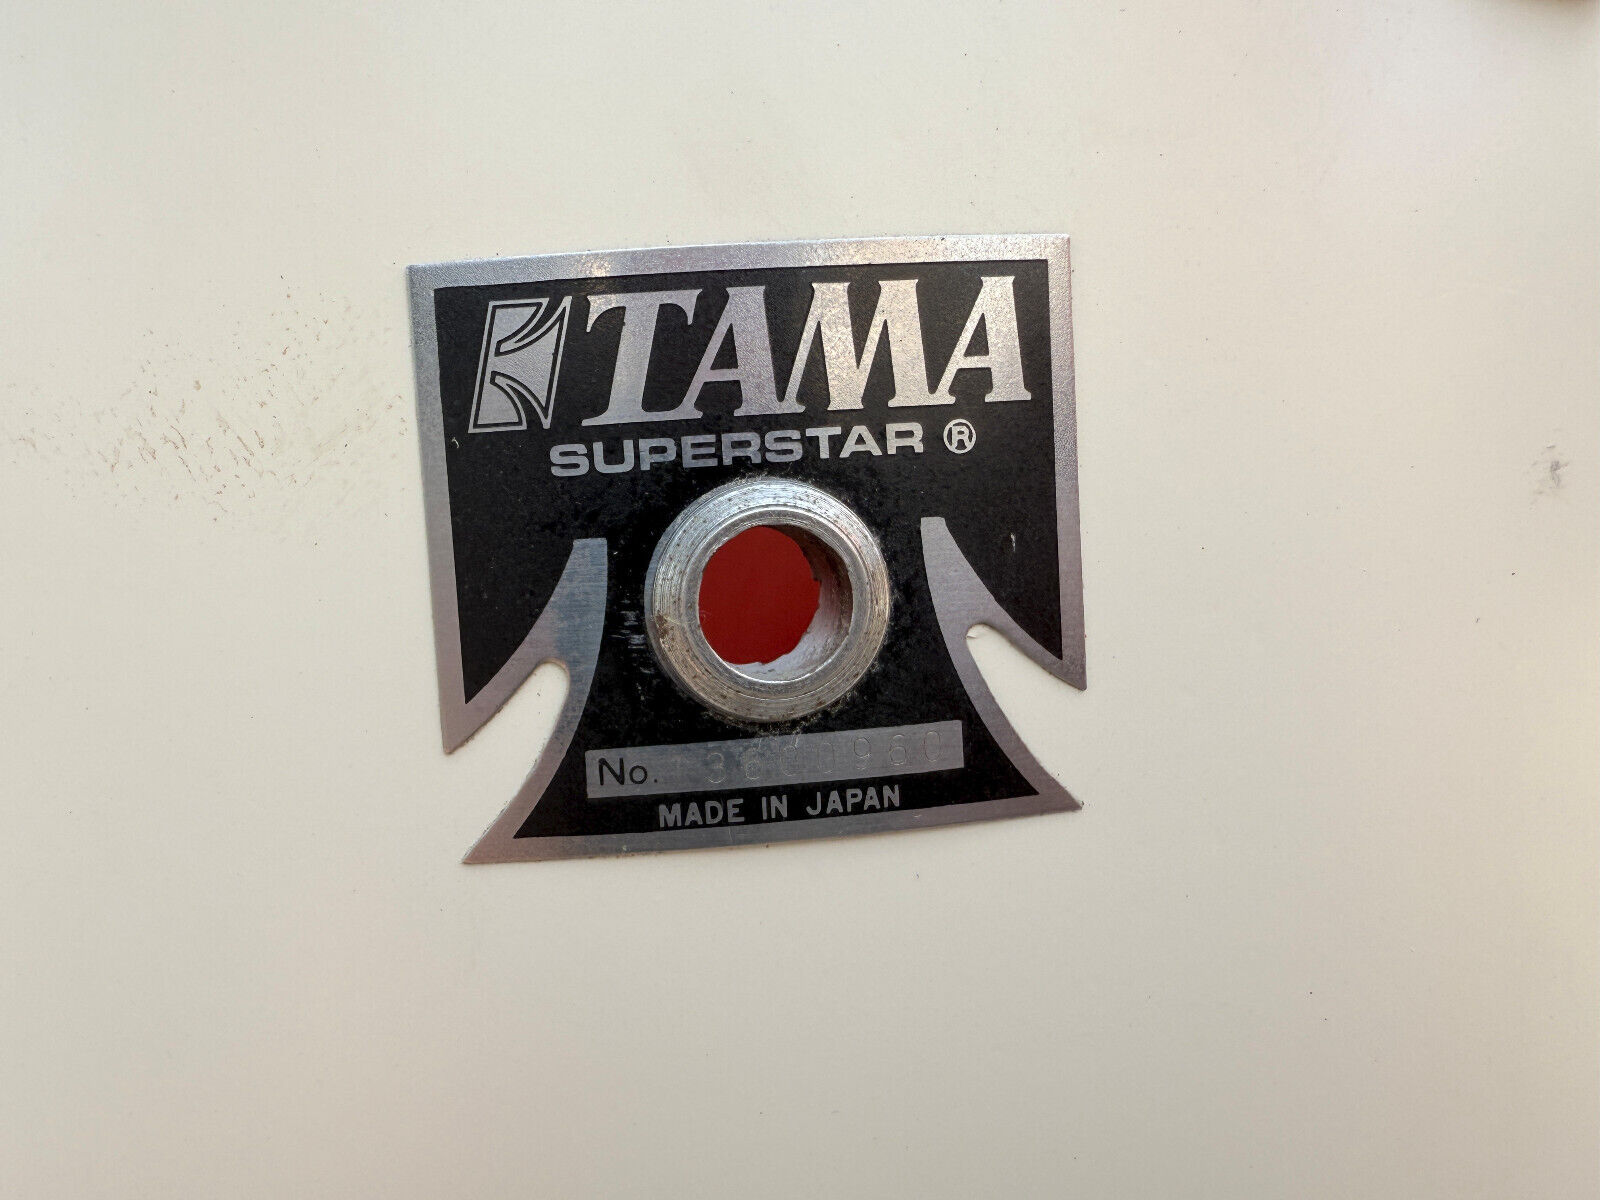 TAMA
SUPERSTAR ®
No.
MADE IN JAPAN